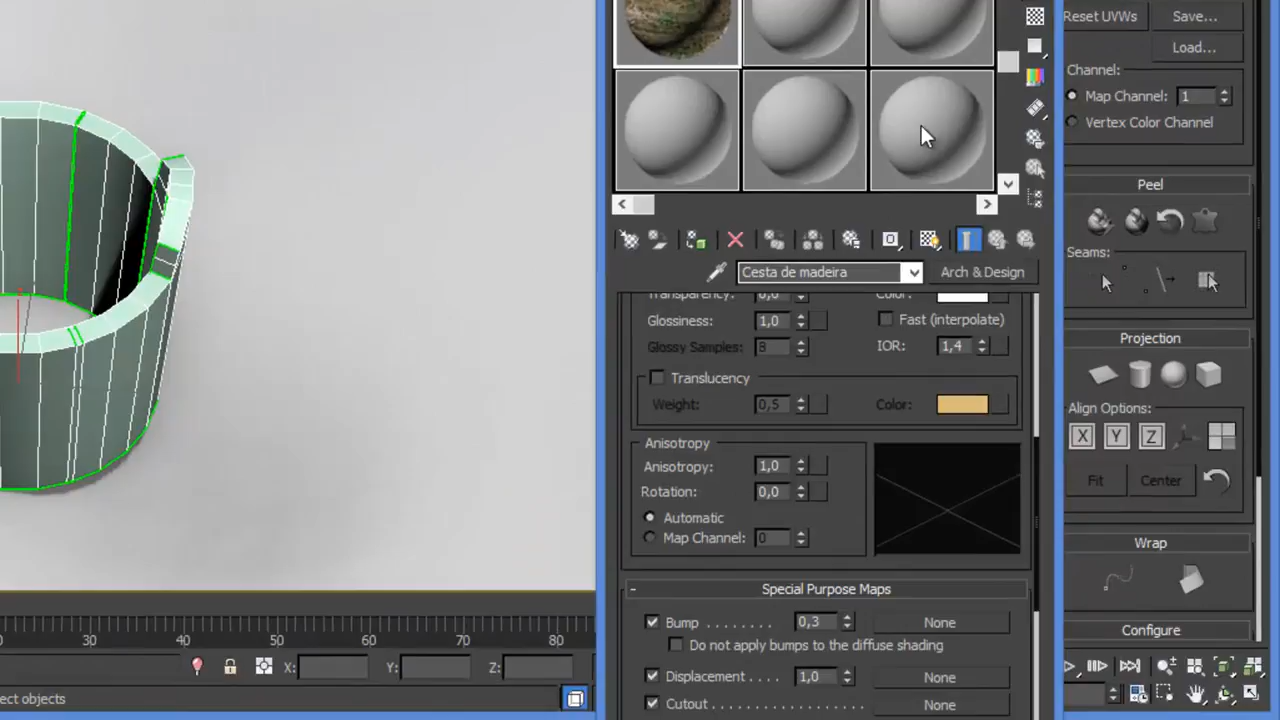 Reset UVWs
Save...
Load...
Channel:
Map Channel: 1
Vertex Color Channel
Peel
Seams:
Projection
Align Options:
X Y Z
Fit
Center
Wrap
Configure
Cesta de madeira
Arch & Design
Transparency: 0,0 Color:
Glossiness: 1,0 Fast (interpolate)
Glossy Samples: 8 IOR: 1,4
Translucency
Weight: 0,5 Color:
Anisotropy
Anisotropy: 1,0
Rotation: 0,0
Automatic
Map Channel: 0
- Special Purpose Maps
Bump . . . . . . . . 0,3 None
Do not apply bumps to the diffuse shading
Displacement . . . . 1,0 None
Cutout . . . . . . . . . . . . . . . . . . None
30 40 50 60 70 80
X: Y: Z:
ect objects